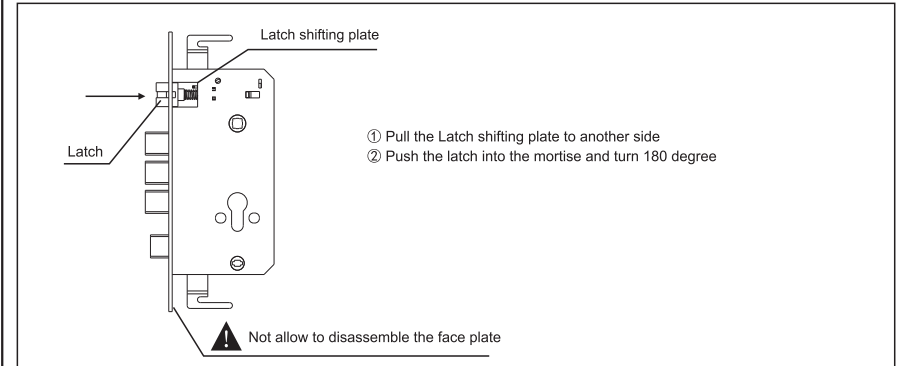 Latch shifting plate
① Pull the Latch shifting plate to another side
Latch
② Push the latch into the mortise and turn 180 degree
Not allow to disassemble the face plate